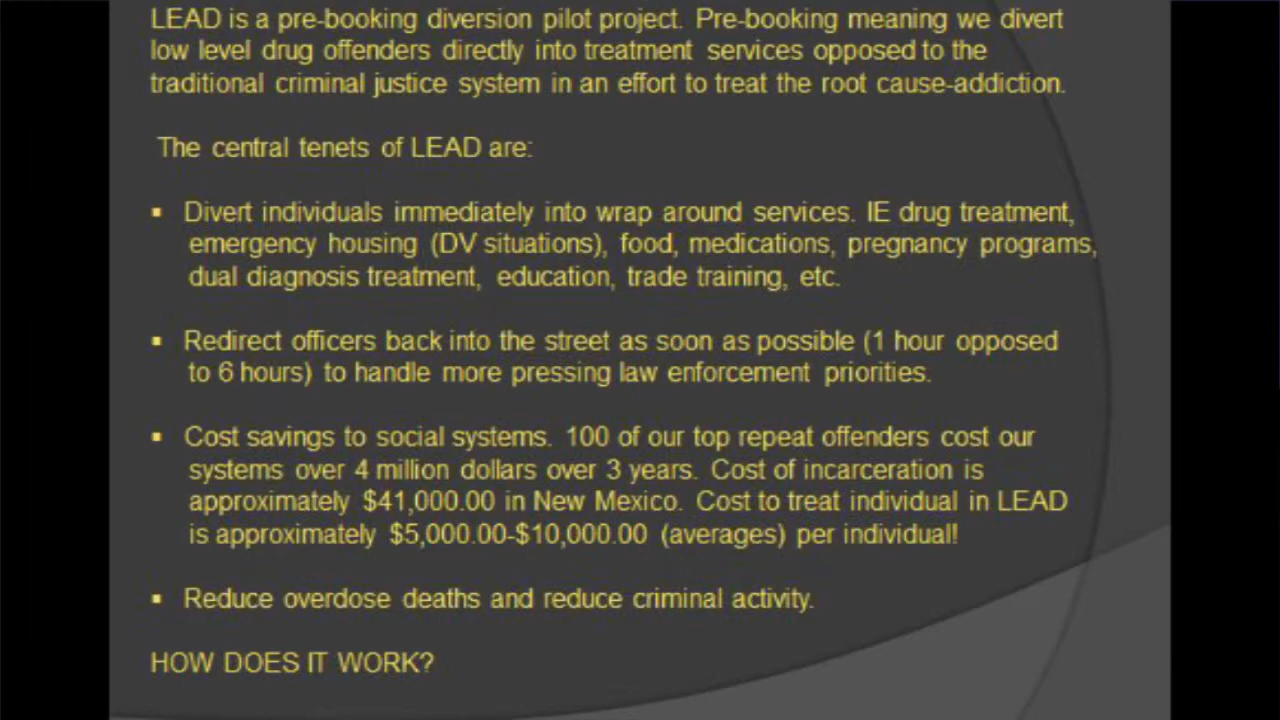 LEAD is a pre-booking diversion pilot project. Pre-booking meaning we divert
low level drug offenders directly into treatment services opposed to the
traditional criminal justice system in an effort to treat the root cause-addiction.
The central tenets of LEAD are:
▪ Divert individuals immediately into wrap around services. IE drug treatment,
emergency housing (DV situations), food, medications, pregnancy programs,
dual diagnosis treatment, education, trade training, etc.
▪ Redirect officers back into the street as soon as possible (1 hour opposed
to 6 hours) to handle more pressing law enforcement priorities.
▪ Cost savings to social systems. 100 of our top repeat offenders cost our
systems over 4 million dollars over 3 years. Cost of incarceration is
approximately $41,000.00 in New Mexico. Cost to treat individual in LEAD
is approximately $5,000.00-$10,000.00 (averages) per individual!
▪ Reduce overdose deaths and reduce criminal activity.
HOW DOES IT WORK?